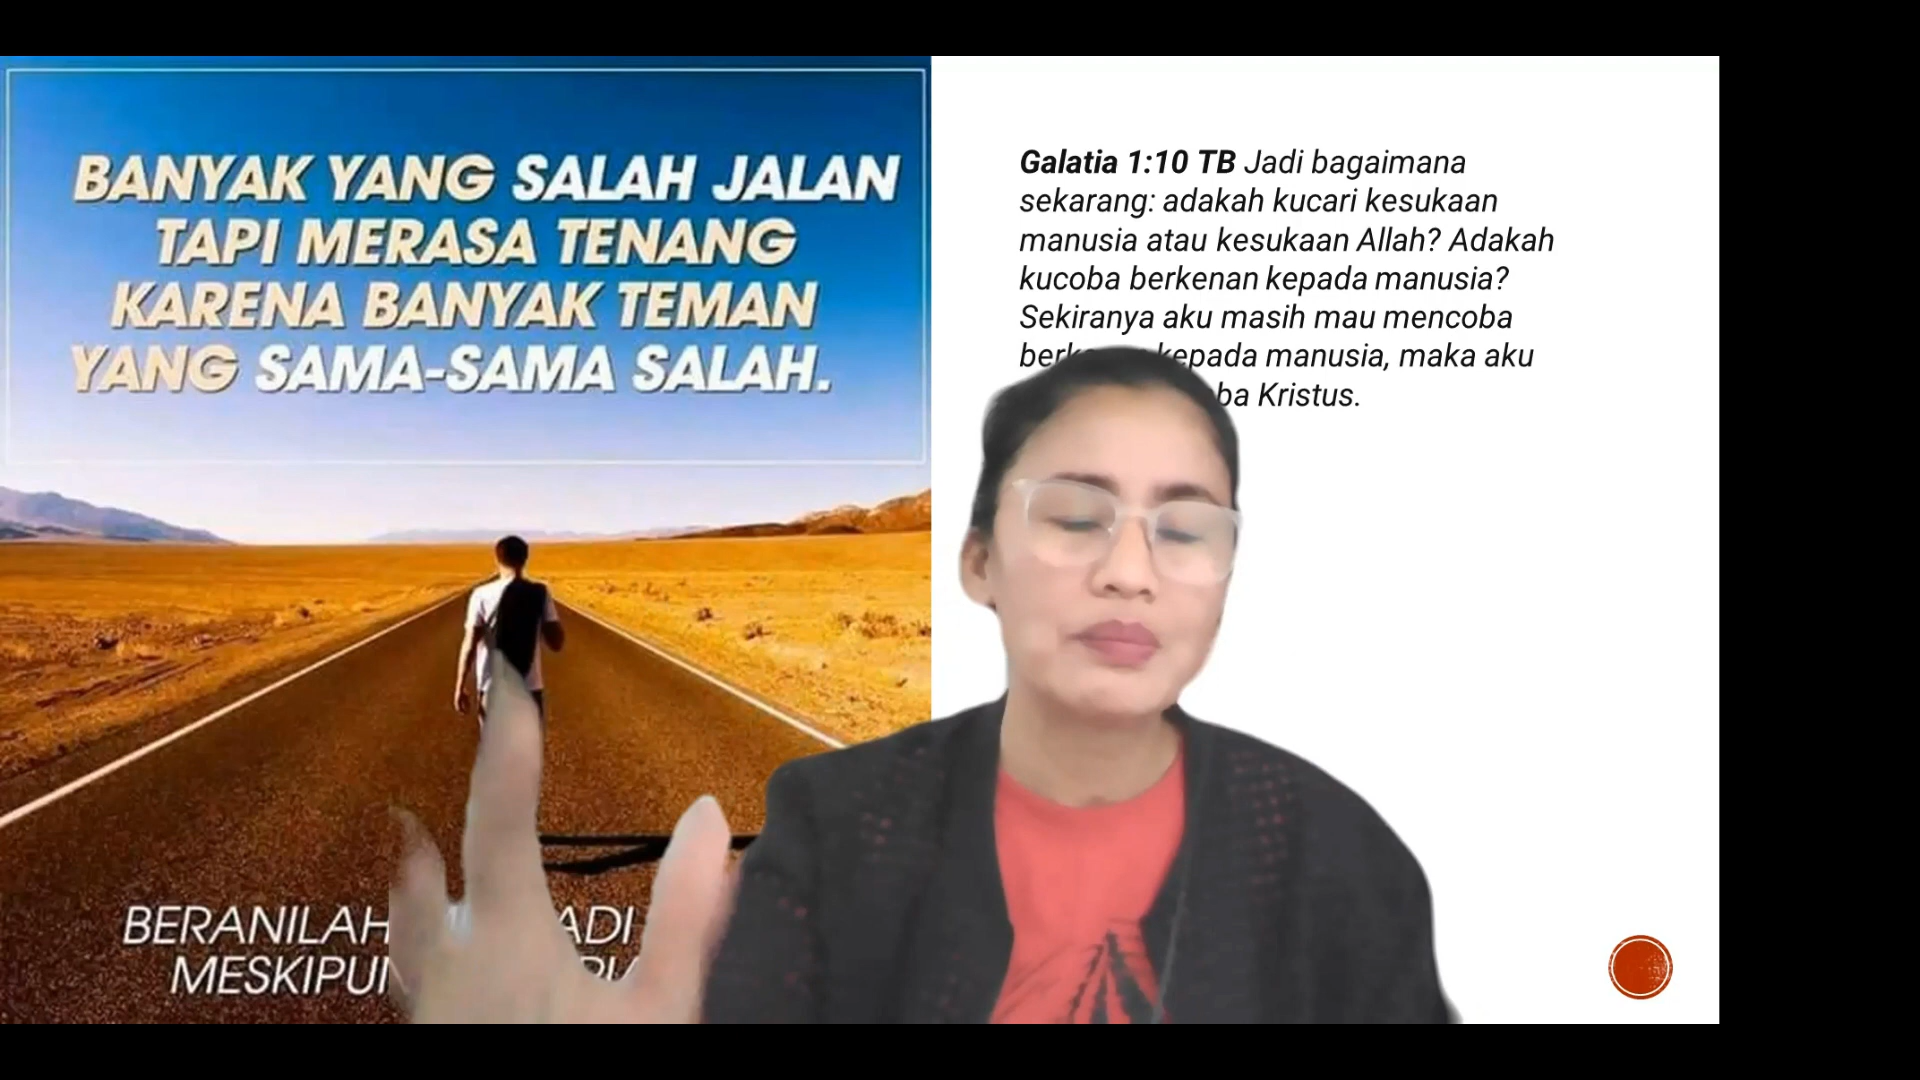 BANYAK YANG SALAH JALAN
TAPI MERASA TENANG
KARENA BANYAK TEMAN
YANG SAMA-SAMA SALAH.
BERANILAH
Galatia 1:10 TB Jadi bagaimana
sekarang: adakah kucari kesukaan
manusia atau kesukaan Allah? Adakah
kucoba berkenan kepada manusia?
Sekiranya aku masih mau mencoba
kepada manusia, maka aku
Kristus.